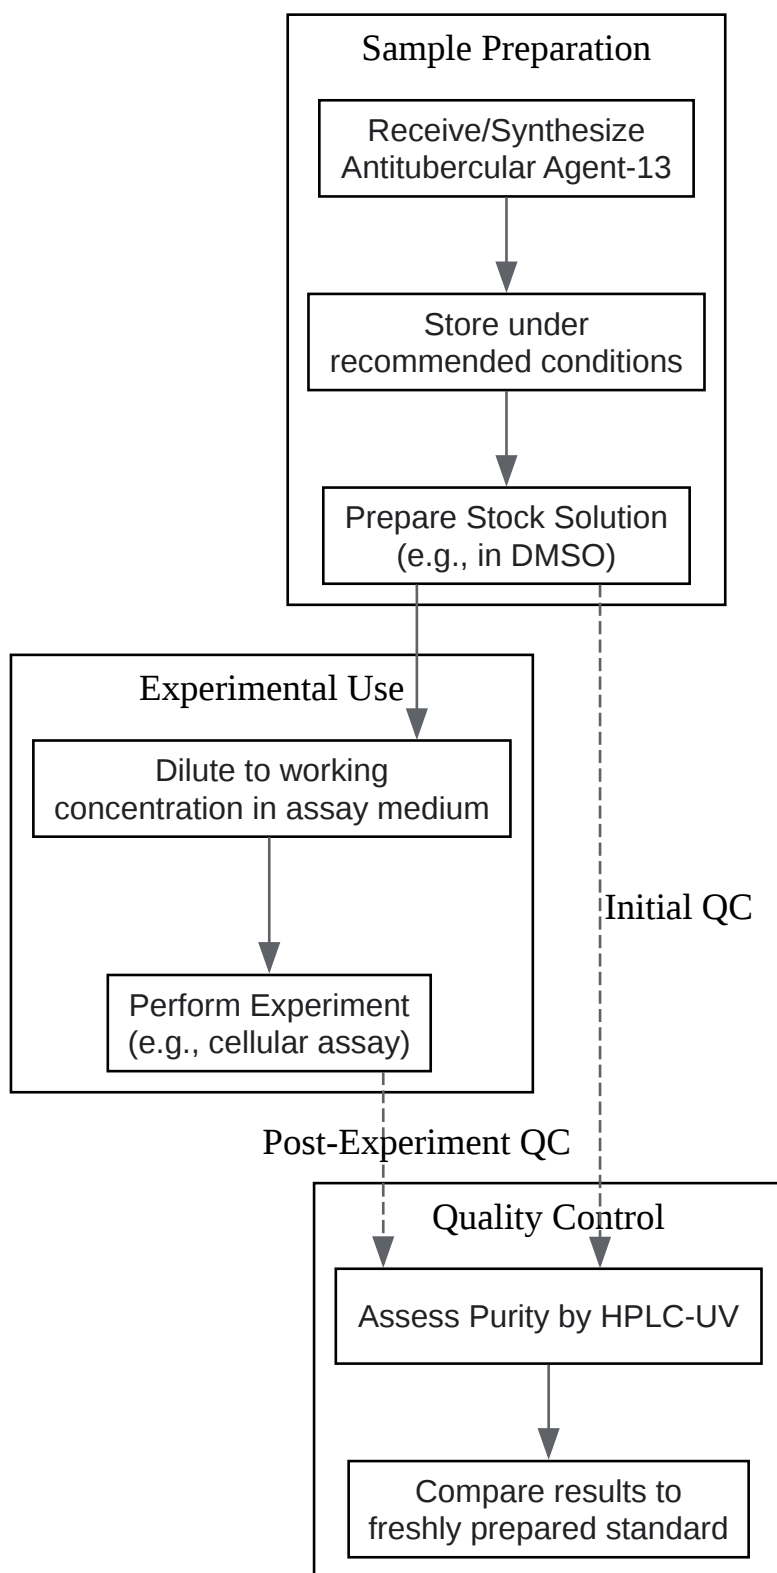 Sample Preparation
Receive/Synthesize
Antitubercular Agent-13
Store under
recommended conditions
Prepare Stock Solution
(e.g., in DMSO)
Experimental Use
Dilute to working
concentration in assay medium
Initial QC
Perform Experiment
(e.g., cellular assay)
Post-Experiment QC
Quality Control
Assess Purity by HPLC-UV
Compare results to
freshly prepared standard